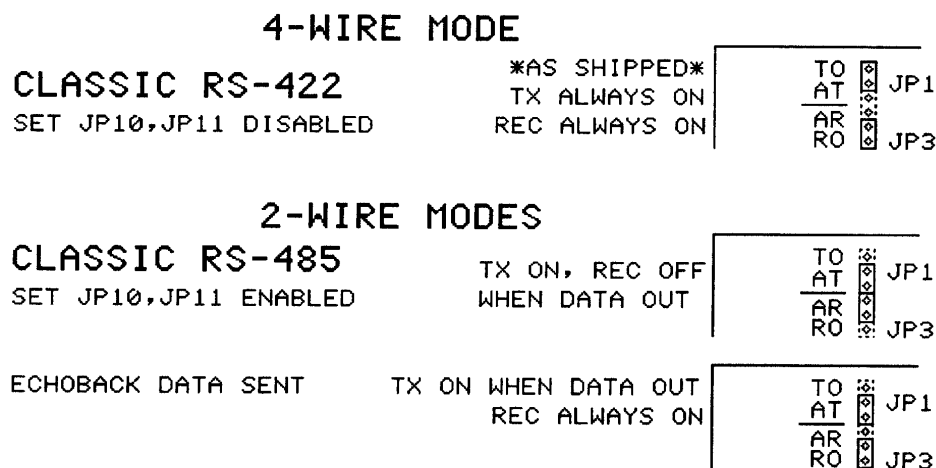 4-WIRE MODE
CLASSIC RS-422
SET JP10,JP11 DISABLED
*AS SHIPPED*
TX ALWAYS ON
REC ALWAYS ON
TO
AT
AR
RO
JP1
JP3
2-WIRE MODES
CLASSIC RS-485
SET JP10,JP11 ENABLED
TX ON, REC OFF
WHEN DATA OUT
TO
AT
AR
RO
JP1
JP3
ECHOBACK DATA SENT
TX ON WHEN DATA OUT
REC ALWAYS ON
TO
AT
AR
RO
JP1
JP3